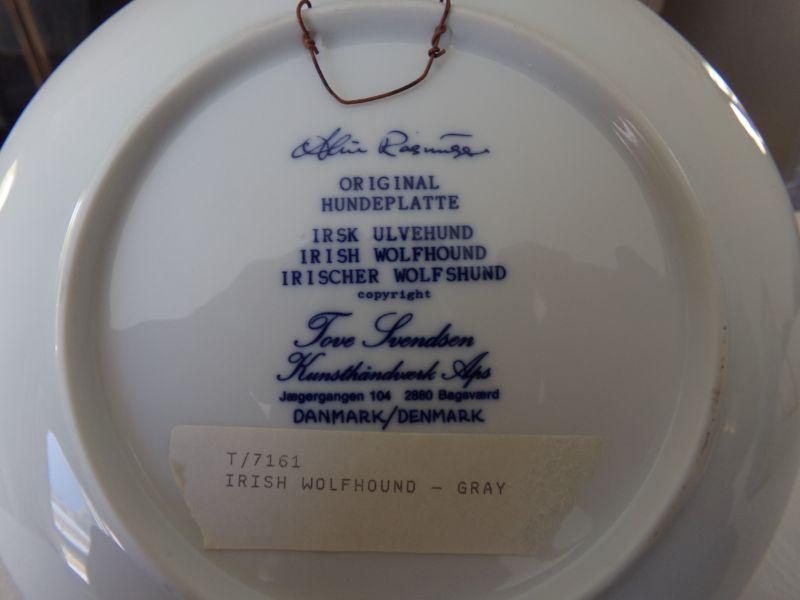 Rasmussen
ORIGINAL
HUNDEPLATTE
IRSK ULVEHUND
IRISH WOLFHOUND
IRISCHER WOLFSHUND
copyright
Tove Svendsen
Kunsthåndværk Aps
Jægergangen 104 2880 Bagsværd
DANMARK/DENMARK
T/7161
IRISH WOLFHOUND – GRAY